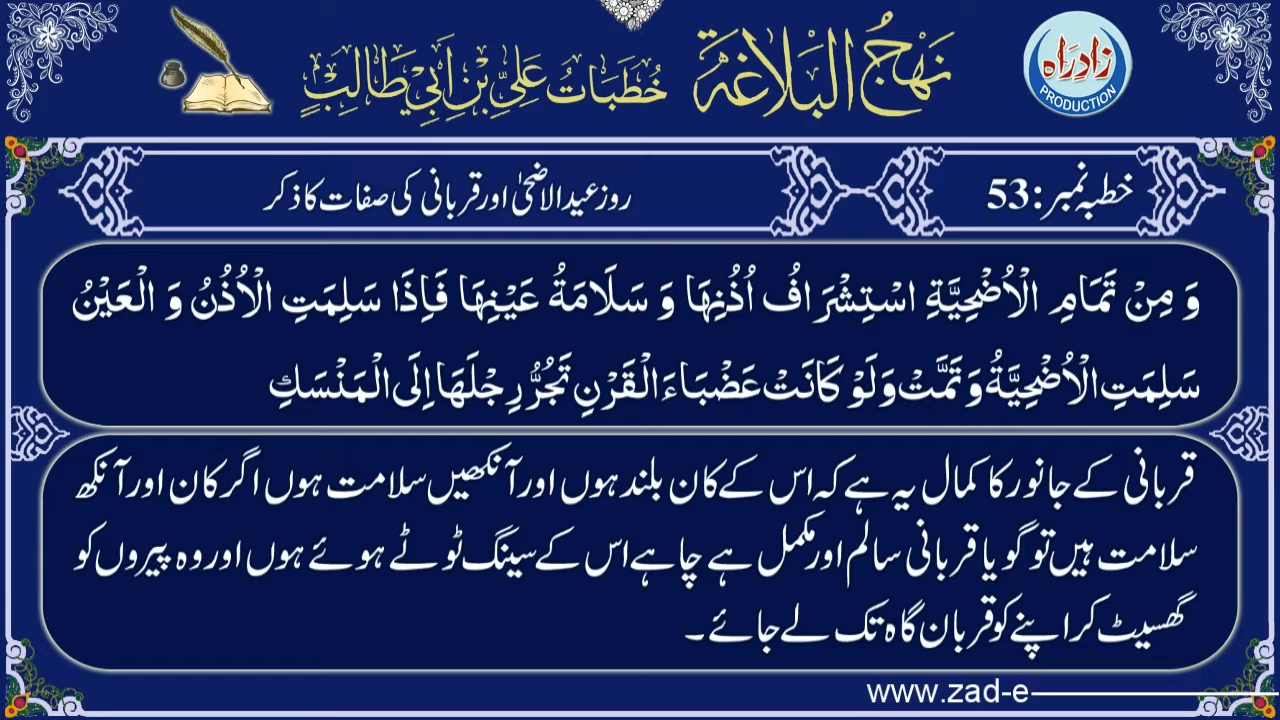 نَهْجُ الْبَلَاغَة خُطَبَاتُ عَلِيِّ بْنِ اَبِي طَالِبٍ
زادِراہ
PRODUCTION
خطبہ نمبر: 53
روز عید الاضحیٰ اور قربانی کی صفات کا ذکر
وَ مِنْ تَمَامِ الْاُضْحِيَّةِ اسْتِشْرَافُ اُذُنِهَا وَ سَلَامَةُ عَيْنِهَا فَاِذَا سَلِمَتِ الْاُذُنُ وَ الْعَيْنُ
سَلِمَتِ الْاُضْحِيَّةُ وَ تَمَّتْ وَلَوْ كَانَتْ عَضْبَاءَ الْقَرْنِ تَجُرُّ رِجْلَهَا اِلَى الْمَنْسَكِ
قربانی کے جانور کا کمال یہ ہے کہ اس کے کان بلند ہوں اور آنکھیں سلامت ہوں اگر کان اور آنکھ
سلامت ہیں تو گویا قربانی سالم اور مکمل ہے چاہے اس کے سینگ ٹوٹے ہوئے ہوں اور وہ پیروں کو
گھسیٹ کر اپنے کو قربان گاہ تک لے جائے۔
www.zad-e